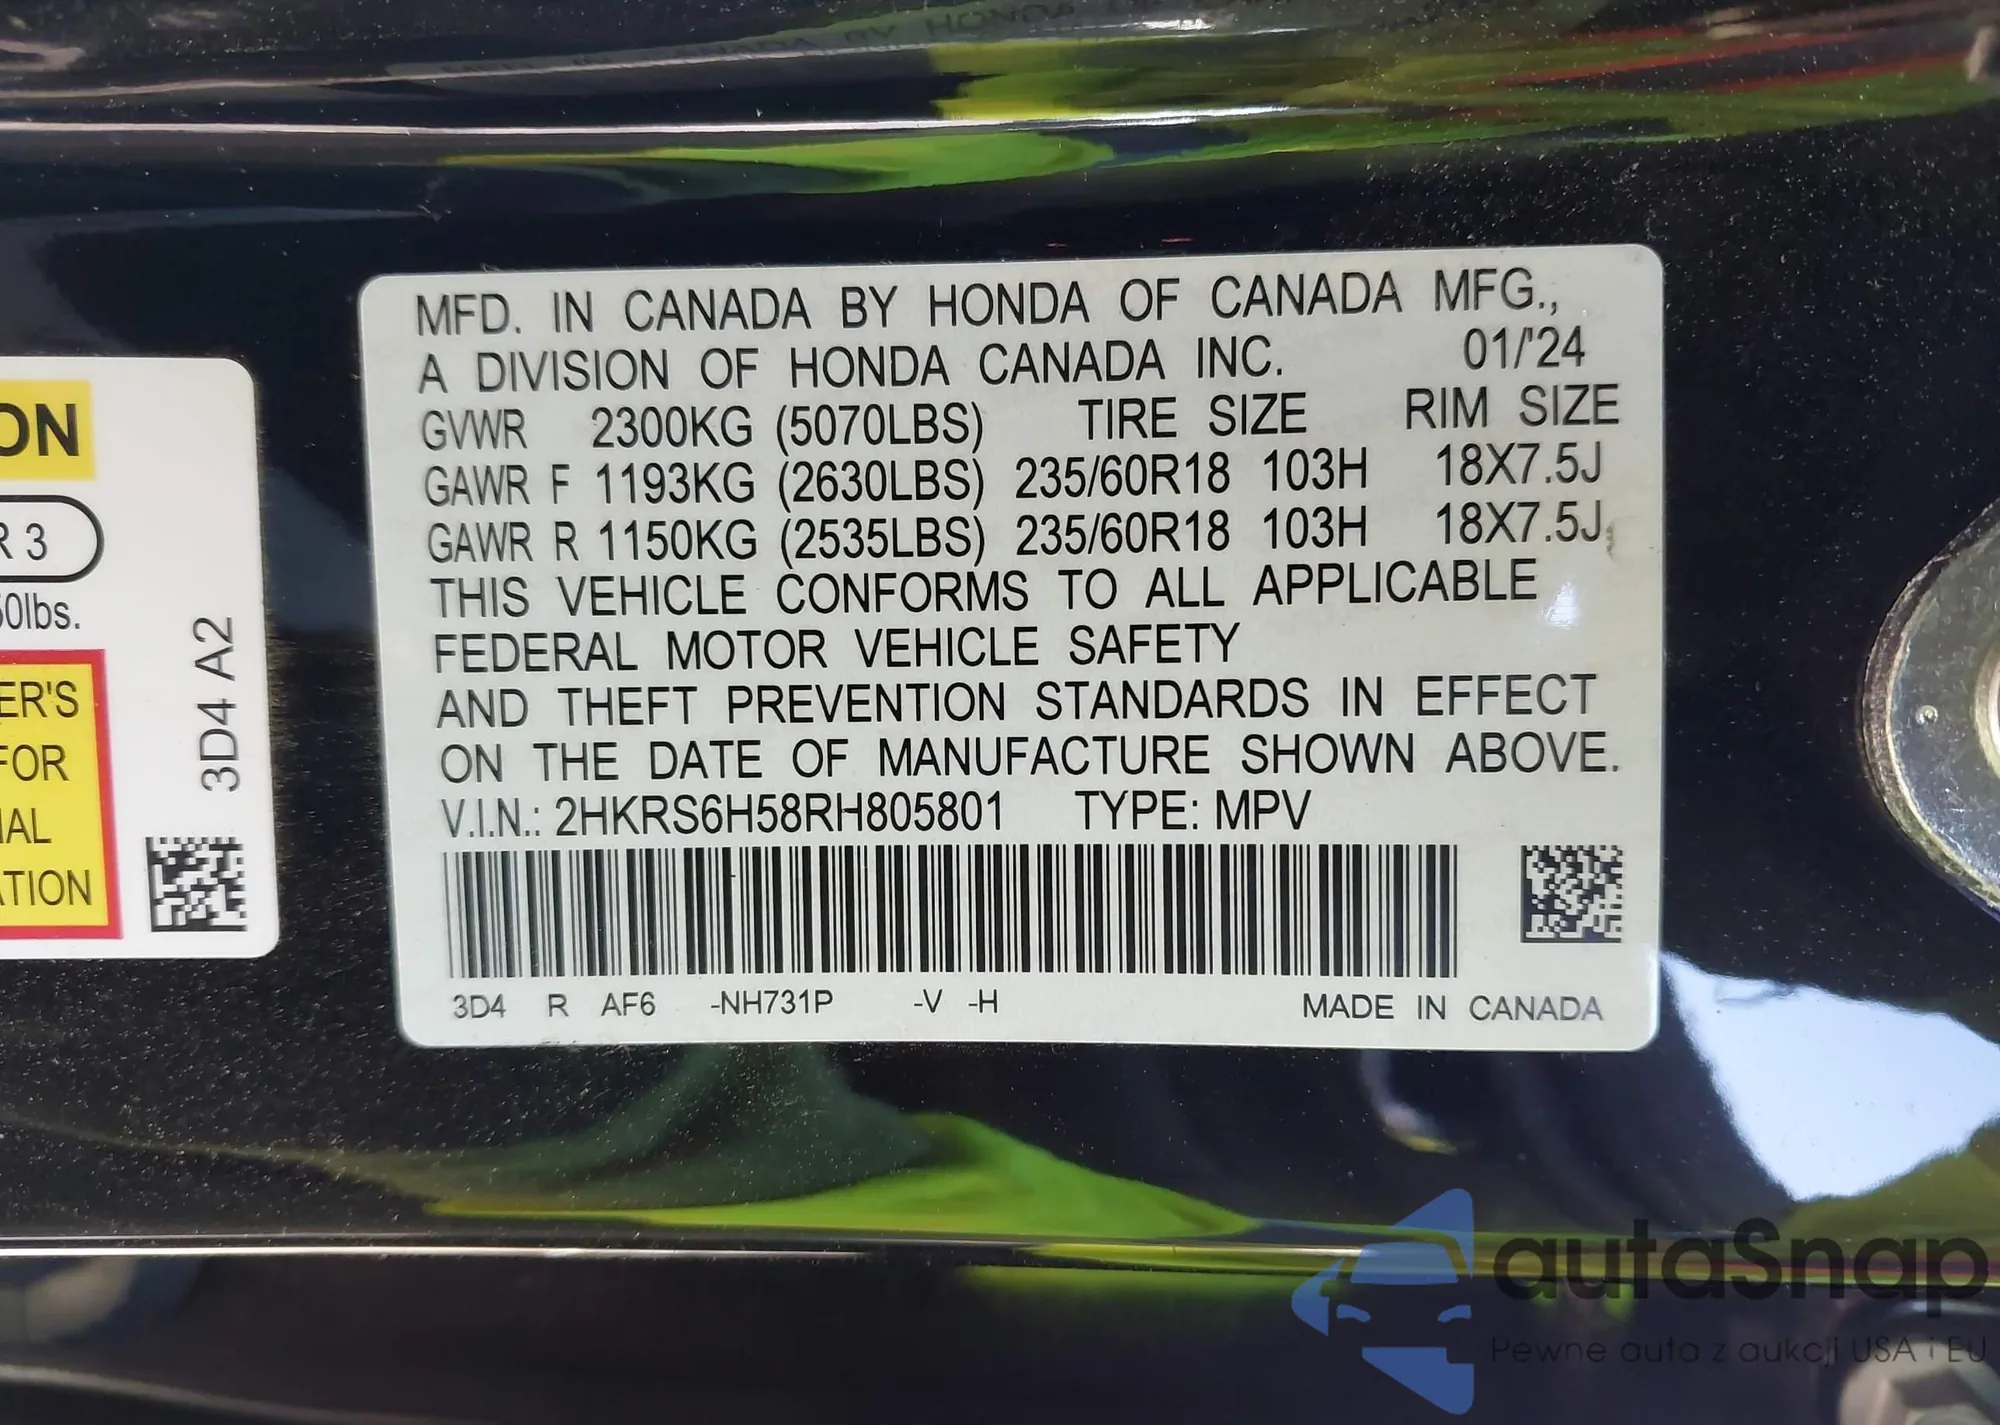 MFD. IN CANADA BY HONDA OF CANADA MFG.,
A DIVISION OF HONDA CANADA INC. 01/'24
GVWR 2300KG (5070LBS) TIRE SIZE RIM SIZE
GAWR F 1193KG (2630LBS) 235/60R18 103H 18X7.5J
GAWR R 1150KG (2535LBS) 235/60R18 103H 18X7.5J
THIS VEHICLE CONFORMS TO ALL APPLICABLE
FEDERAL MOTOR VEHICLE SAFETY
AND THEFT PREVENTION STANDARDS IN EFFECT
ON THE DATE OF MANUFACTURE SHOWN ABOVE.
V.I.N.: 2HKRS6H58RH805801 TYPE: MPV
3D4 R AF6 -NH731P -V -H MADE IN CANADA
ON
R 3
50lbs.
ER'S
FOR
IAL
ATION
3D4 A2
autaSnap
Pewne auta z aukcji USA i EU